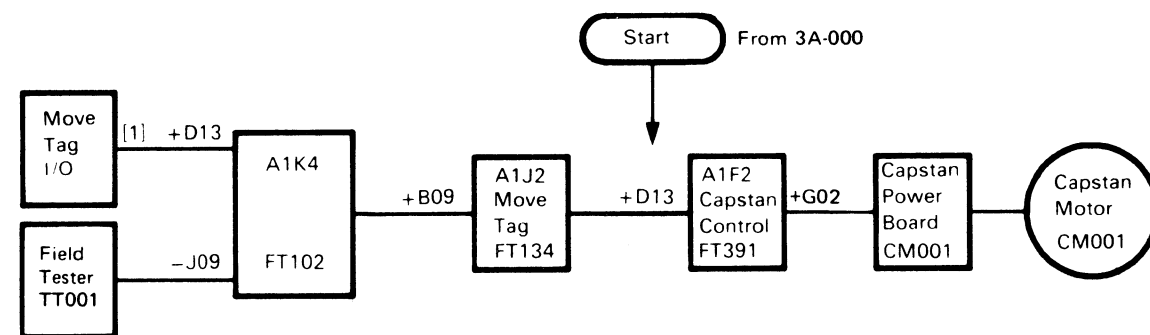 Start
From 3A-000
Move
Tag
I/O
[1] +D13
Field
Tester
TT001
−J09
A1K4
FT102
+B09
A1J2
Move
Tag
FT134
+D13
A1F2
Capstan
Control
FT391
+G02
Capstan
Power
Board
CM001
Capstan
Motor
CM001